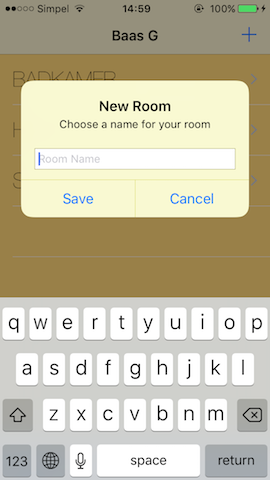 Simpel 14:59 100%
Baas G
BADKAMER
New Room
Choose a name for your room
Room Name
Save Cancel
q w e r t y u i o p
a s d f g h j k l
z x c v b n m
123 space return